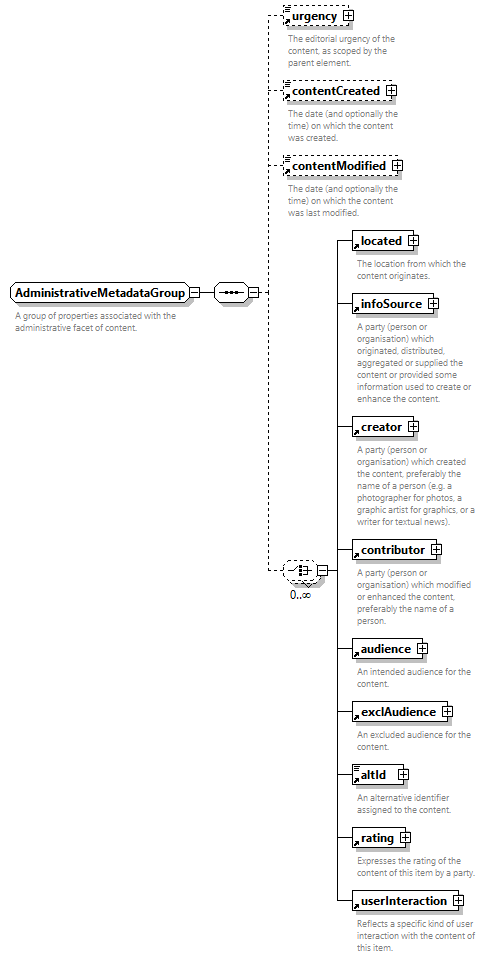 urgency
The editorial urgency of the
content, as scoped by the
parent element.
contentCreated
The date (and optionally the
time) on which the content
was created.
contentModified
The date (and optionally the
time) on which the content
was last modified.
AdministrativeMetadataGroup
A group of properties associated with the
administrative facet of content.
0..∞
located
The location from which the
content originates.
infoSource
A party (person or
organisation) which
originated, distributed,
aggregated or supplied the
content or provided some
information used to create or
enhance the content.
creator
A party (person or
organisation) which created
the content, preferably the
name of a person (e.g. a
photographer for photos, a
graphic artist for graphics, or a
writer for textual news).
contributor
A party (person or
organisation) which modified
or enhanced the content,
preferably the name of a
person.
audience
An intended audience for the
content.
exclAudience
An excluded audience for the
content.
altId
An alternative identifier
assigned to the content.
rating
Expresses the rating of the
content of this item by a party.
userInteraction
Reflects a specific kind of user
interaction with the content of
this item.